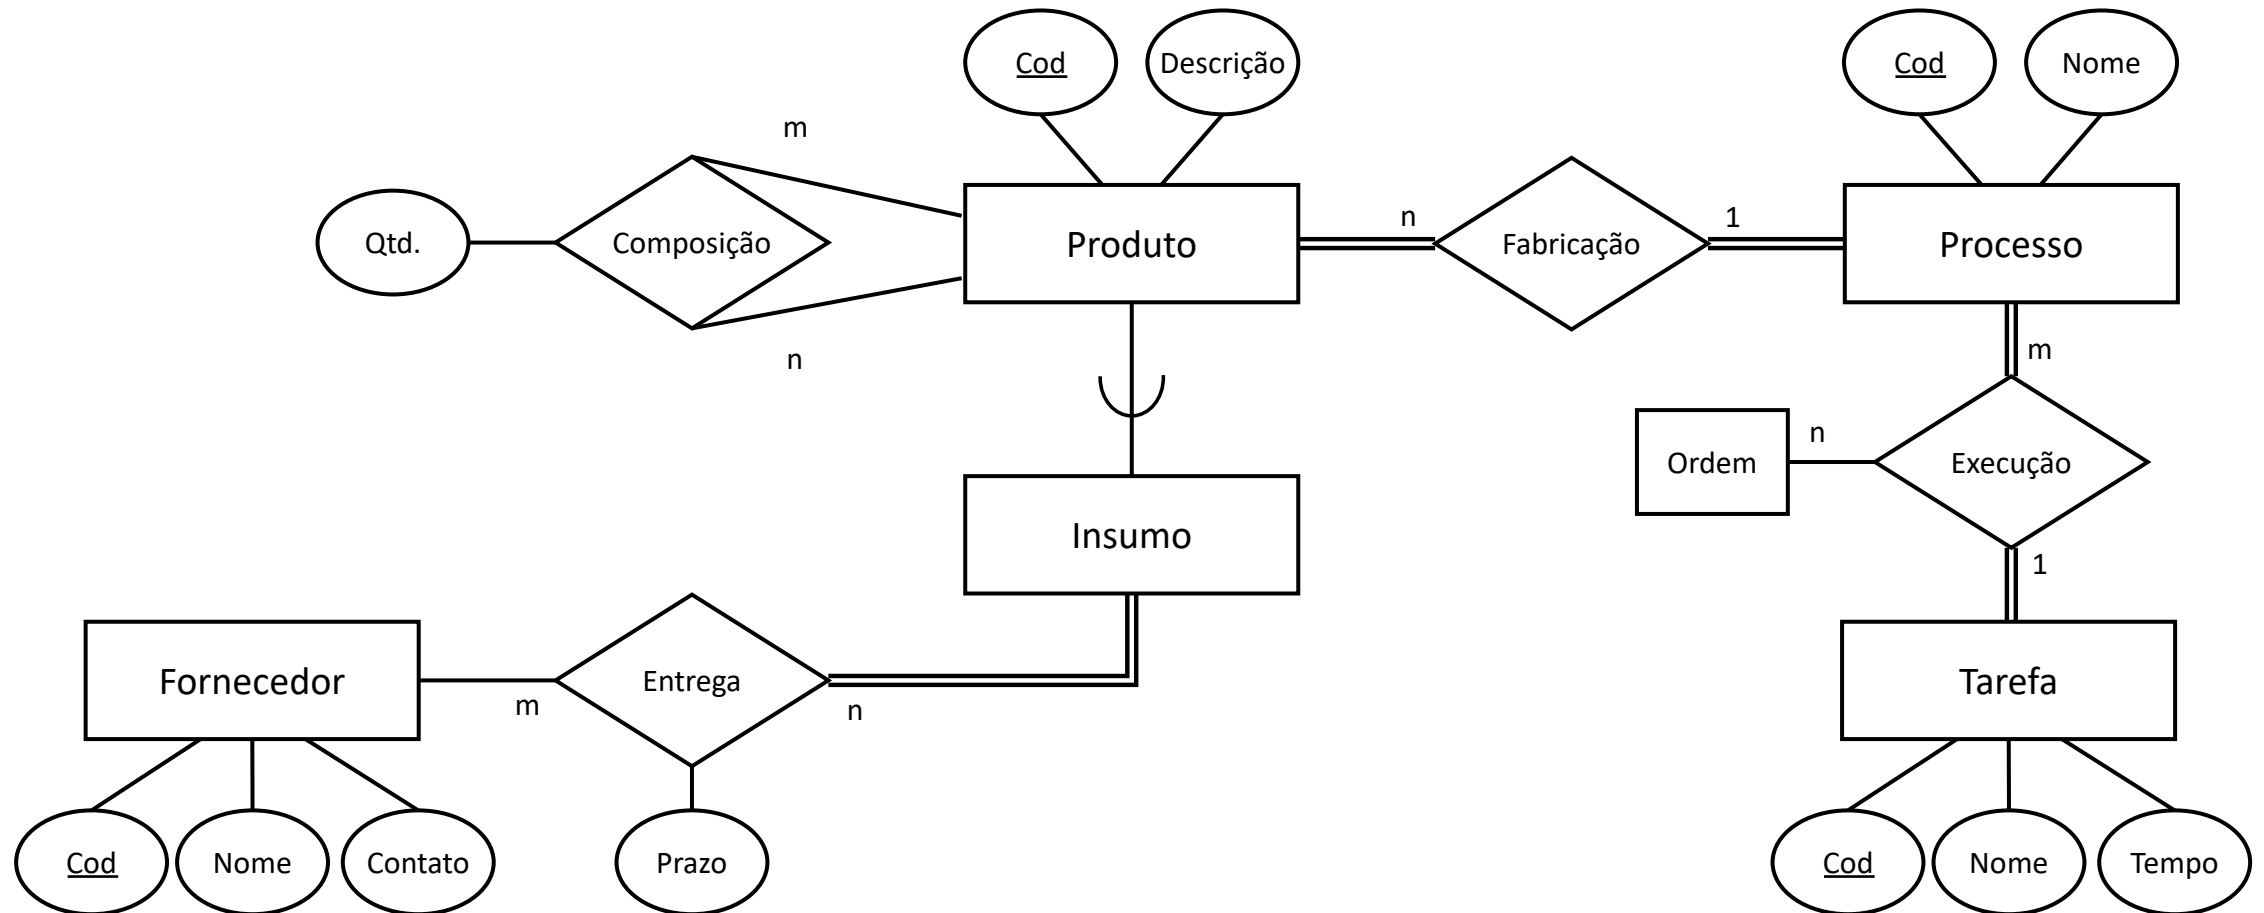 Cod
Descrição
Cod
Nome
m
Qtd.
Composição
Produto
n
Fabricação
1
Processo
n
m
Ordem
n
Execução
Insumo
1
Fornecedor
m
Entrega
n
Tarefa
Cod
Nome
Contato
Prazo
Cod
Nome
Tempo